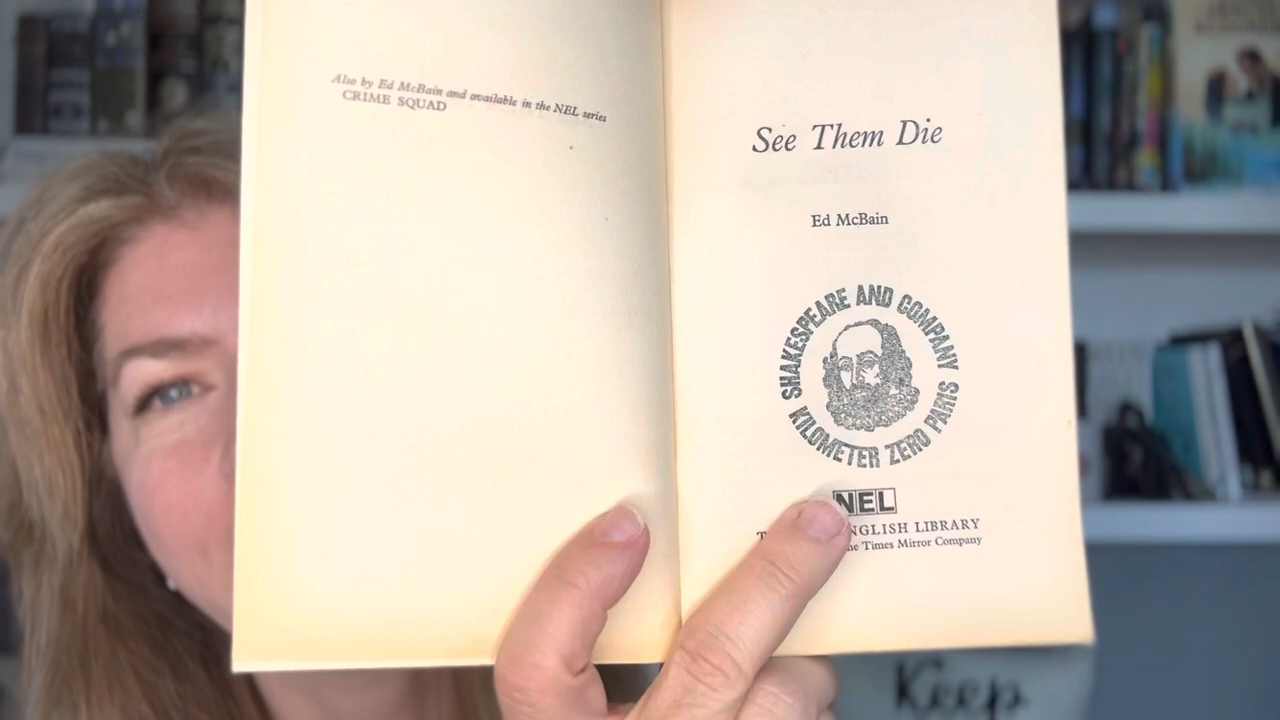 Also by Ed McBain and available in the NEL series
CRIME SQUAD
See Them Die
Ed McBain
SHAKESPEARE AND COMPANY
KILOMETER ZERO PARIS
NEL
ENGLISH LIBRARY
the Times Mirror Company
Keep